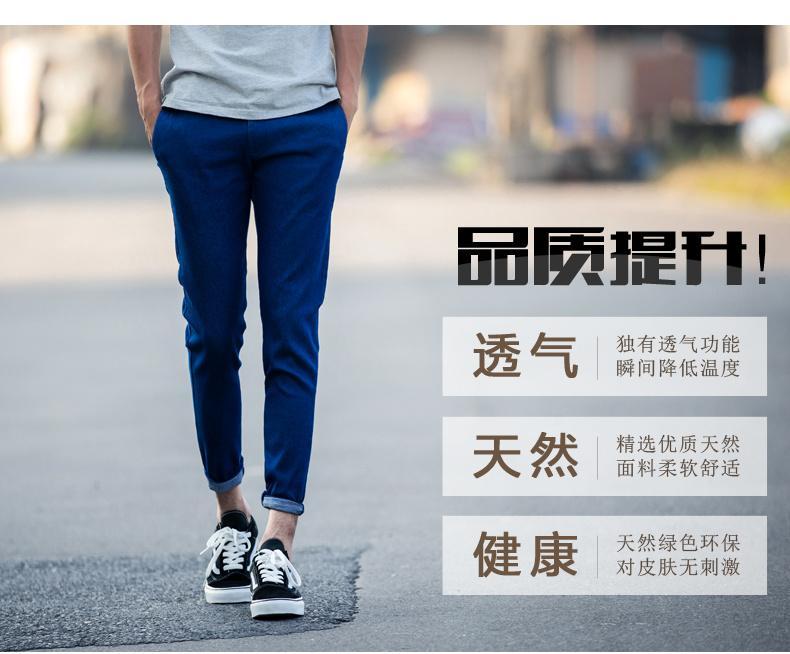 品质提升!
透气
独有透气功能
瞬间降低温度
天然
精选优质天然
面料柔软舒适
健康
天然绿色环保
对皮肤无刺激